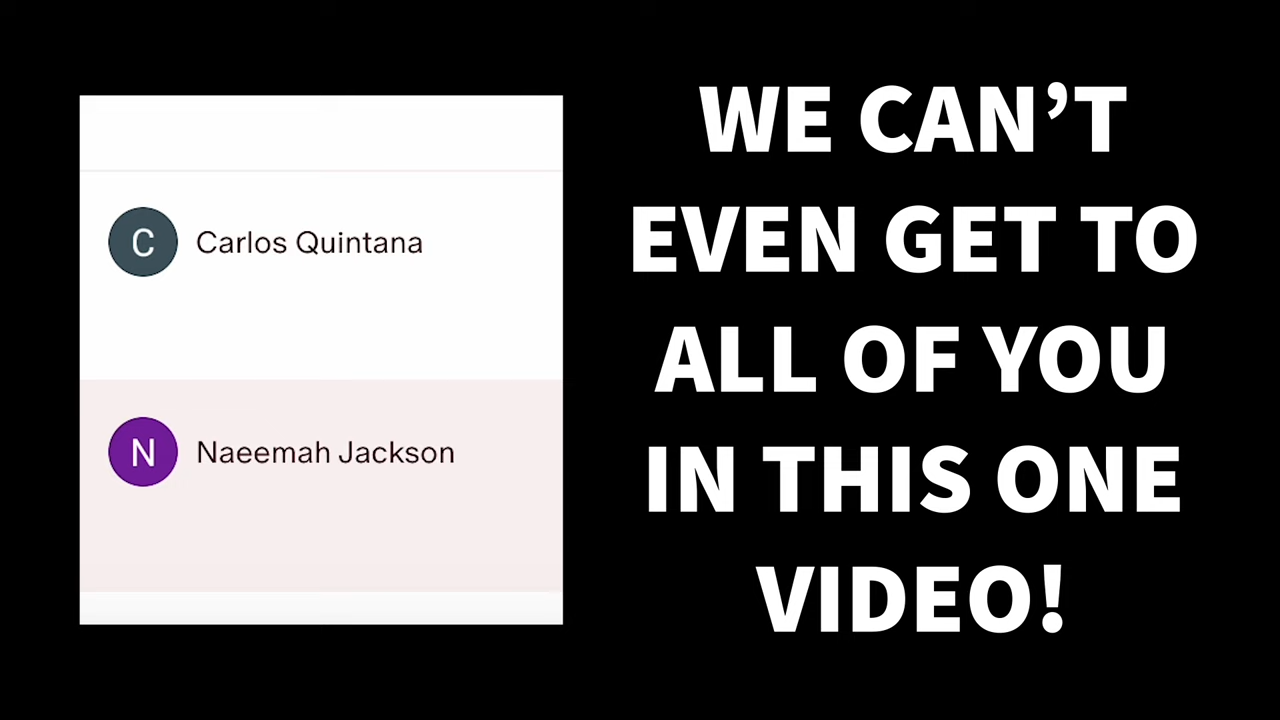 C
Carlos Quintana
N
Naeemah Jackson
WE CAN’T
EVEN GET TO
ALL OF YOU
IN THIS ONE
VIDEO!